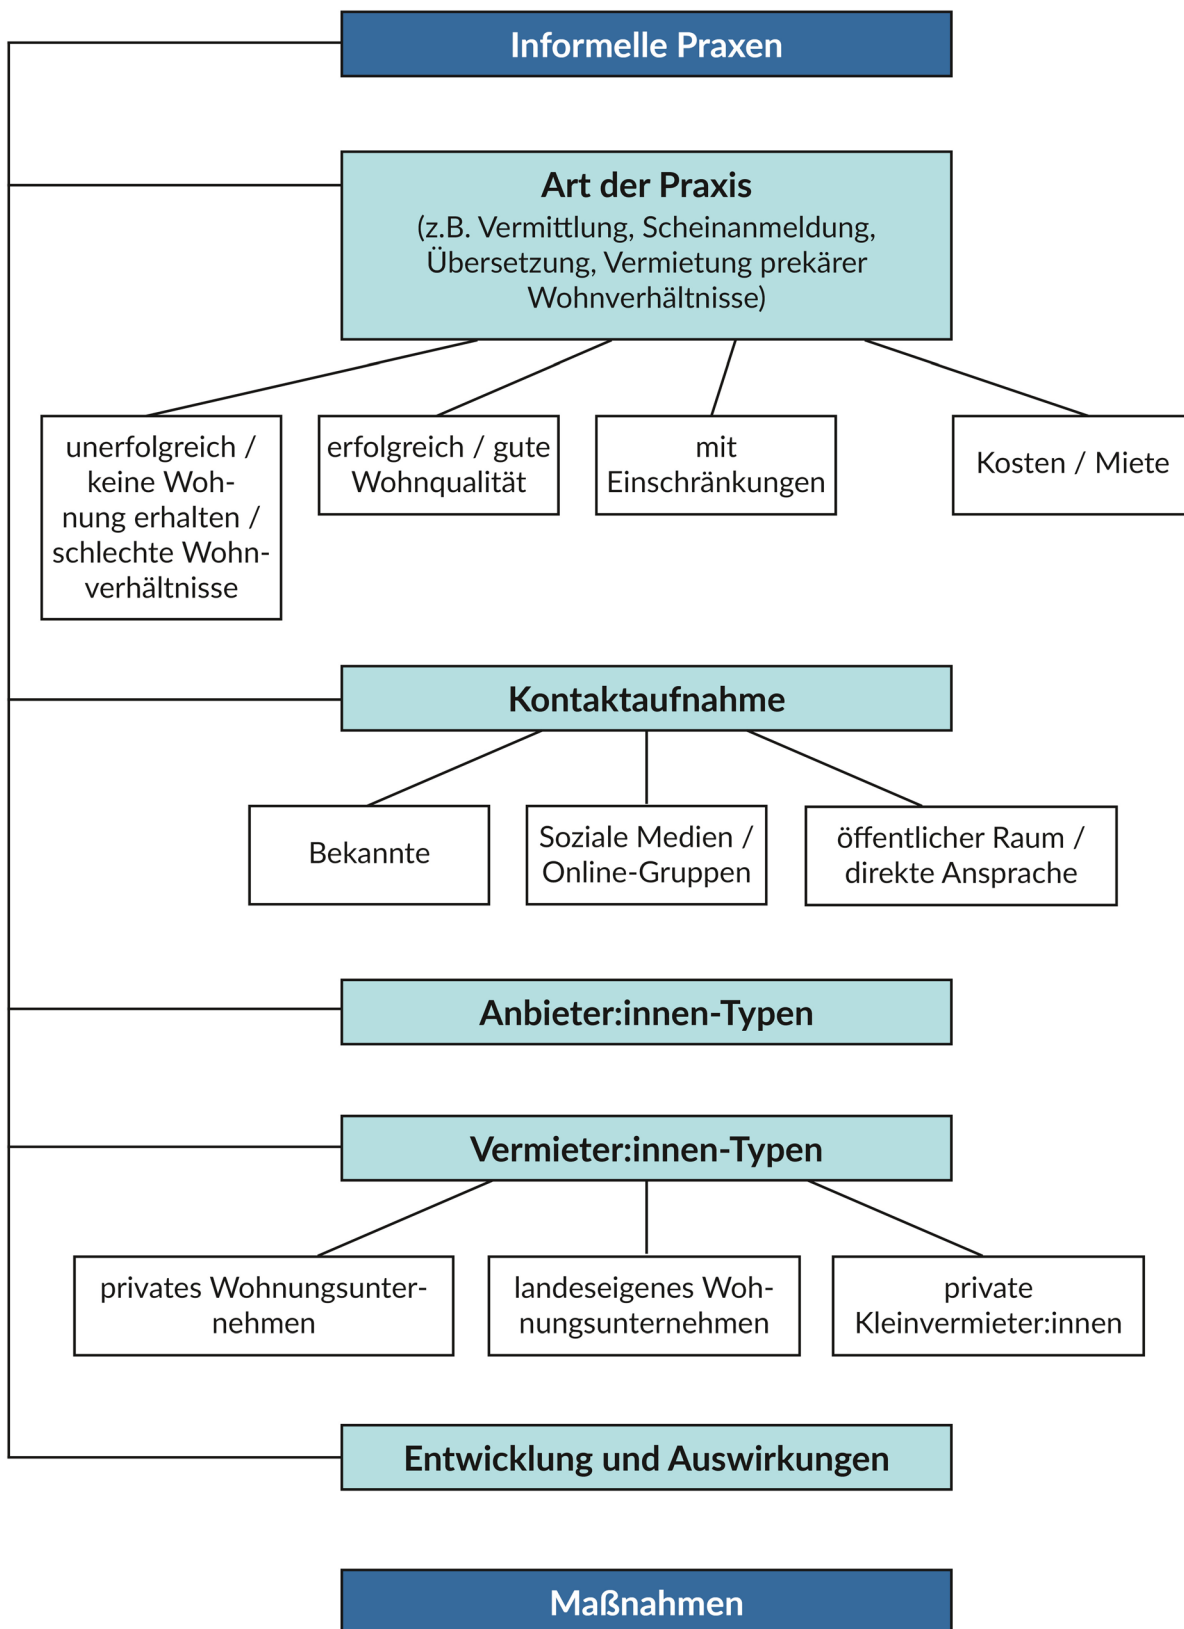 Informelle Praxen
Art der Praxis
(z.B. Vermittlung, Scheinanmeldung,
Übersetzung, Vermietung prekärer
Wohnverhältnisse)
unerfolgreich /
keine Woh-
nung erhalten /
schlechte Wohn-
verhältnisse
erfolgreich / gute
Wohnqualität
mit
Einschränkungen
Kosten / Miete
Kontaktaufnahme
Bekannte
Soziale Medien /
Online-Gruppen
öffentlicher Raum /
direkte Ansprache
Anbieter:innen-Typen
Vermieter:innen-Typen
privates Wohnungsunter-
nehmen
landeseigenes Woh-
nungsunternehmen
private
Kleinvermieter:innen
Entwicklung und Auswirkungen
Maßnahmen